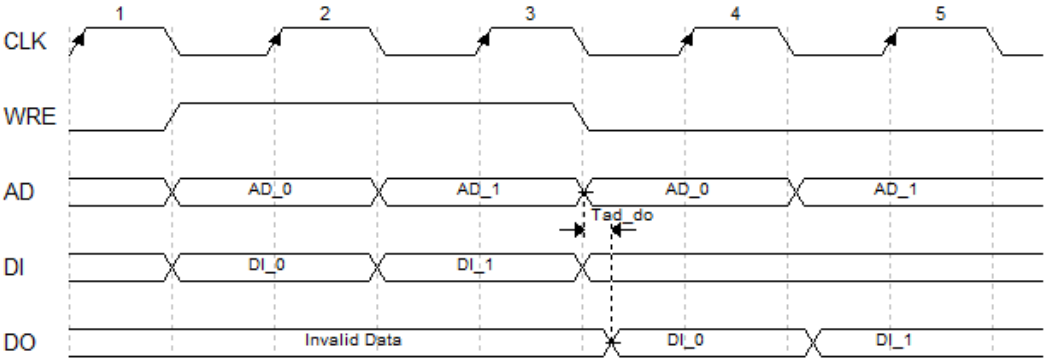 1 2 3 4 5
CLK
WRE
AD AD_0 AD_1 AD_0 AD_1
Tad_do
DI DI_0 DI_1
DO Invalid Data DI_0 DI_1